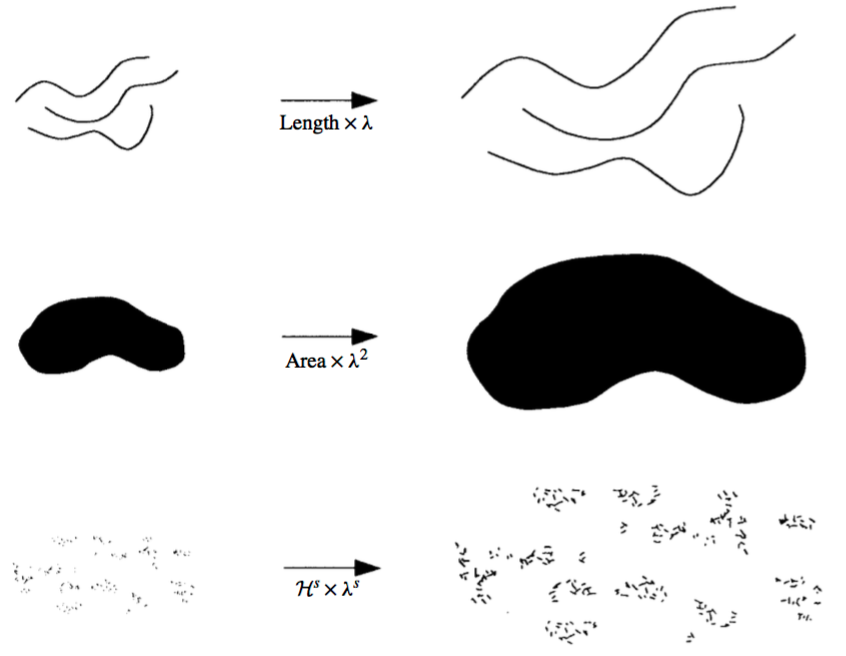 Length × λ
Area × λ²
ℋˢ × λˢ